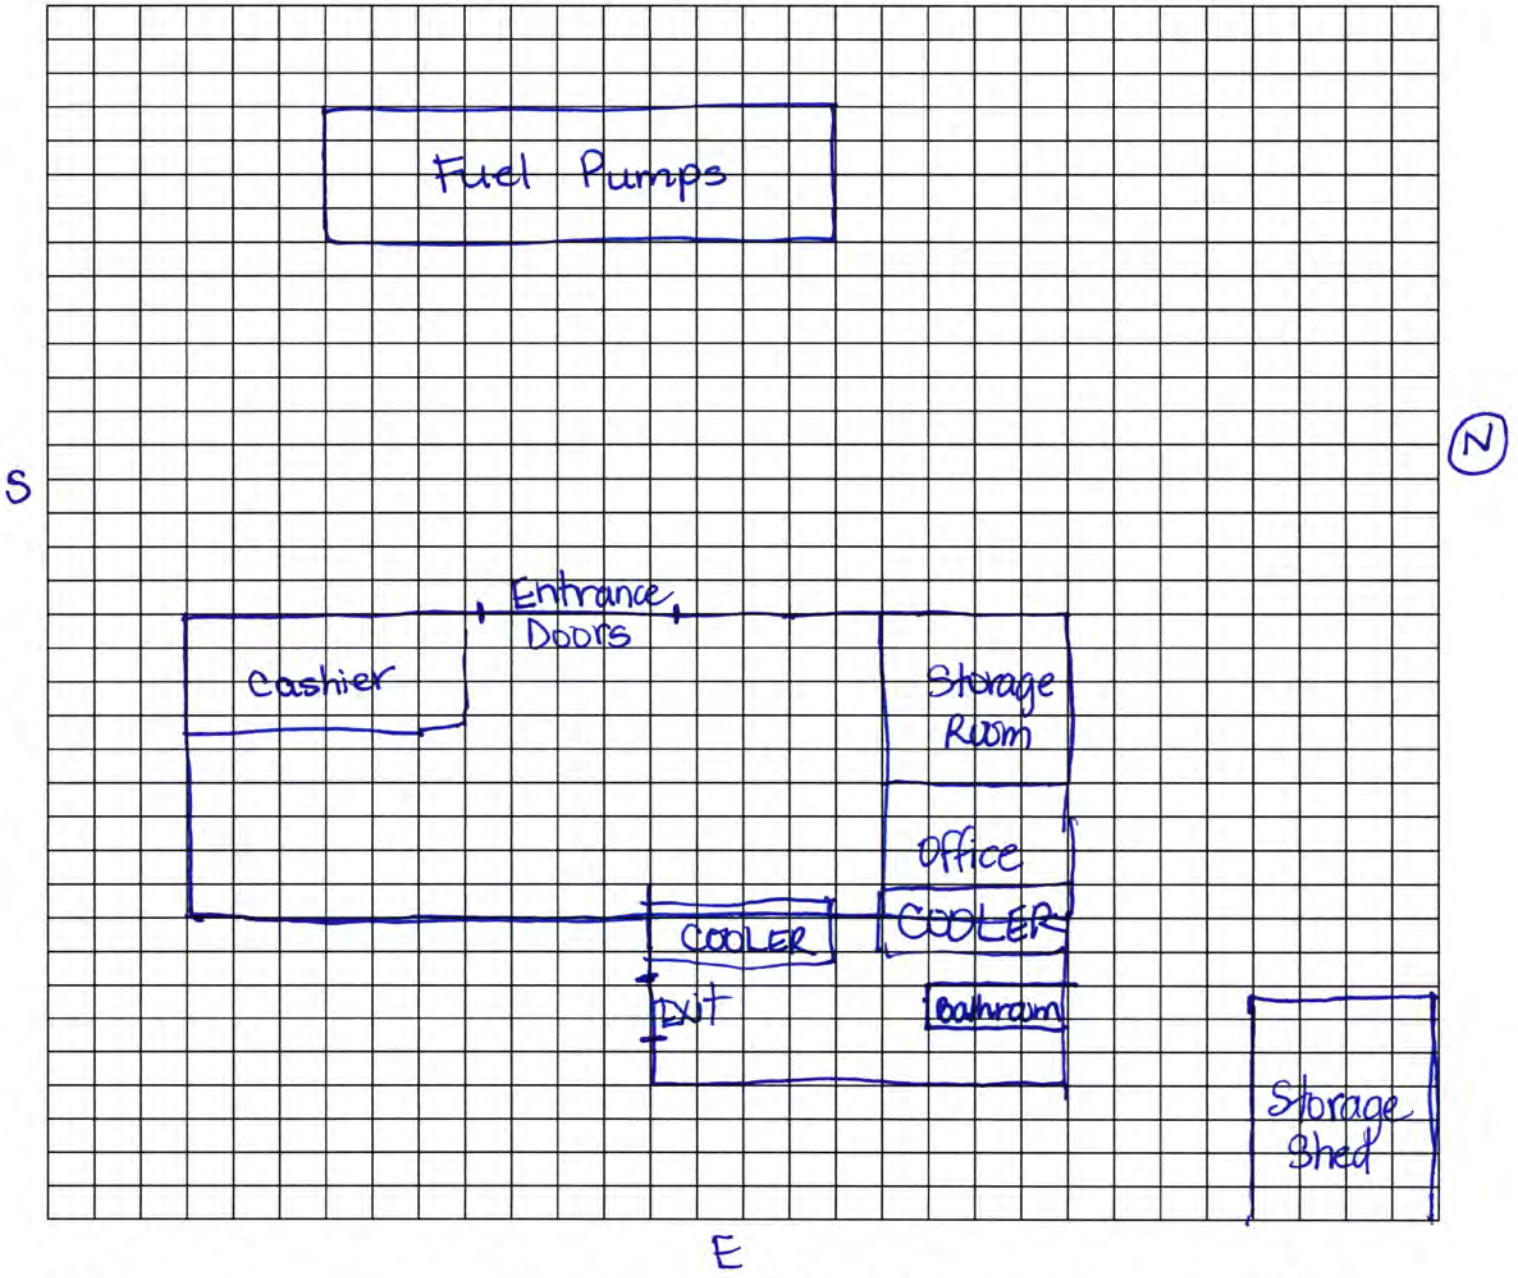 Fuel Pumps
N
S
Entrance
Doors
Cashier
Storage
Room
Office
COOLER
COOLER
Exit
Bathroom
Storage
Shed
E